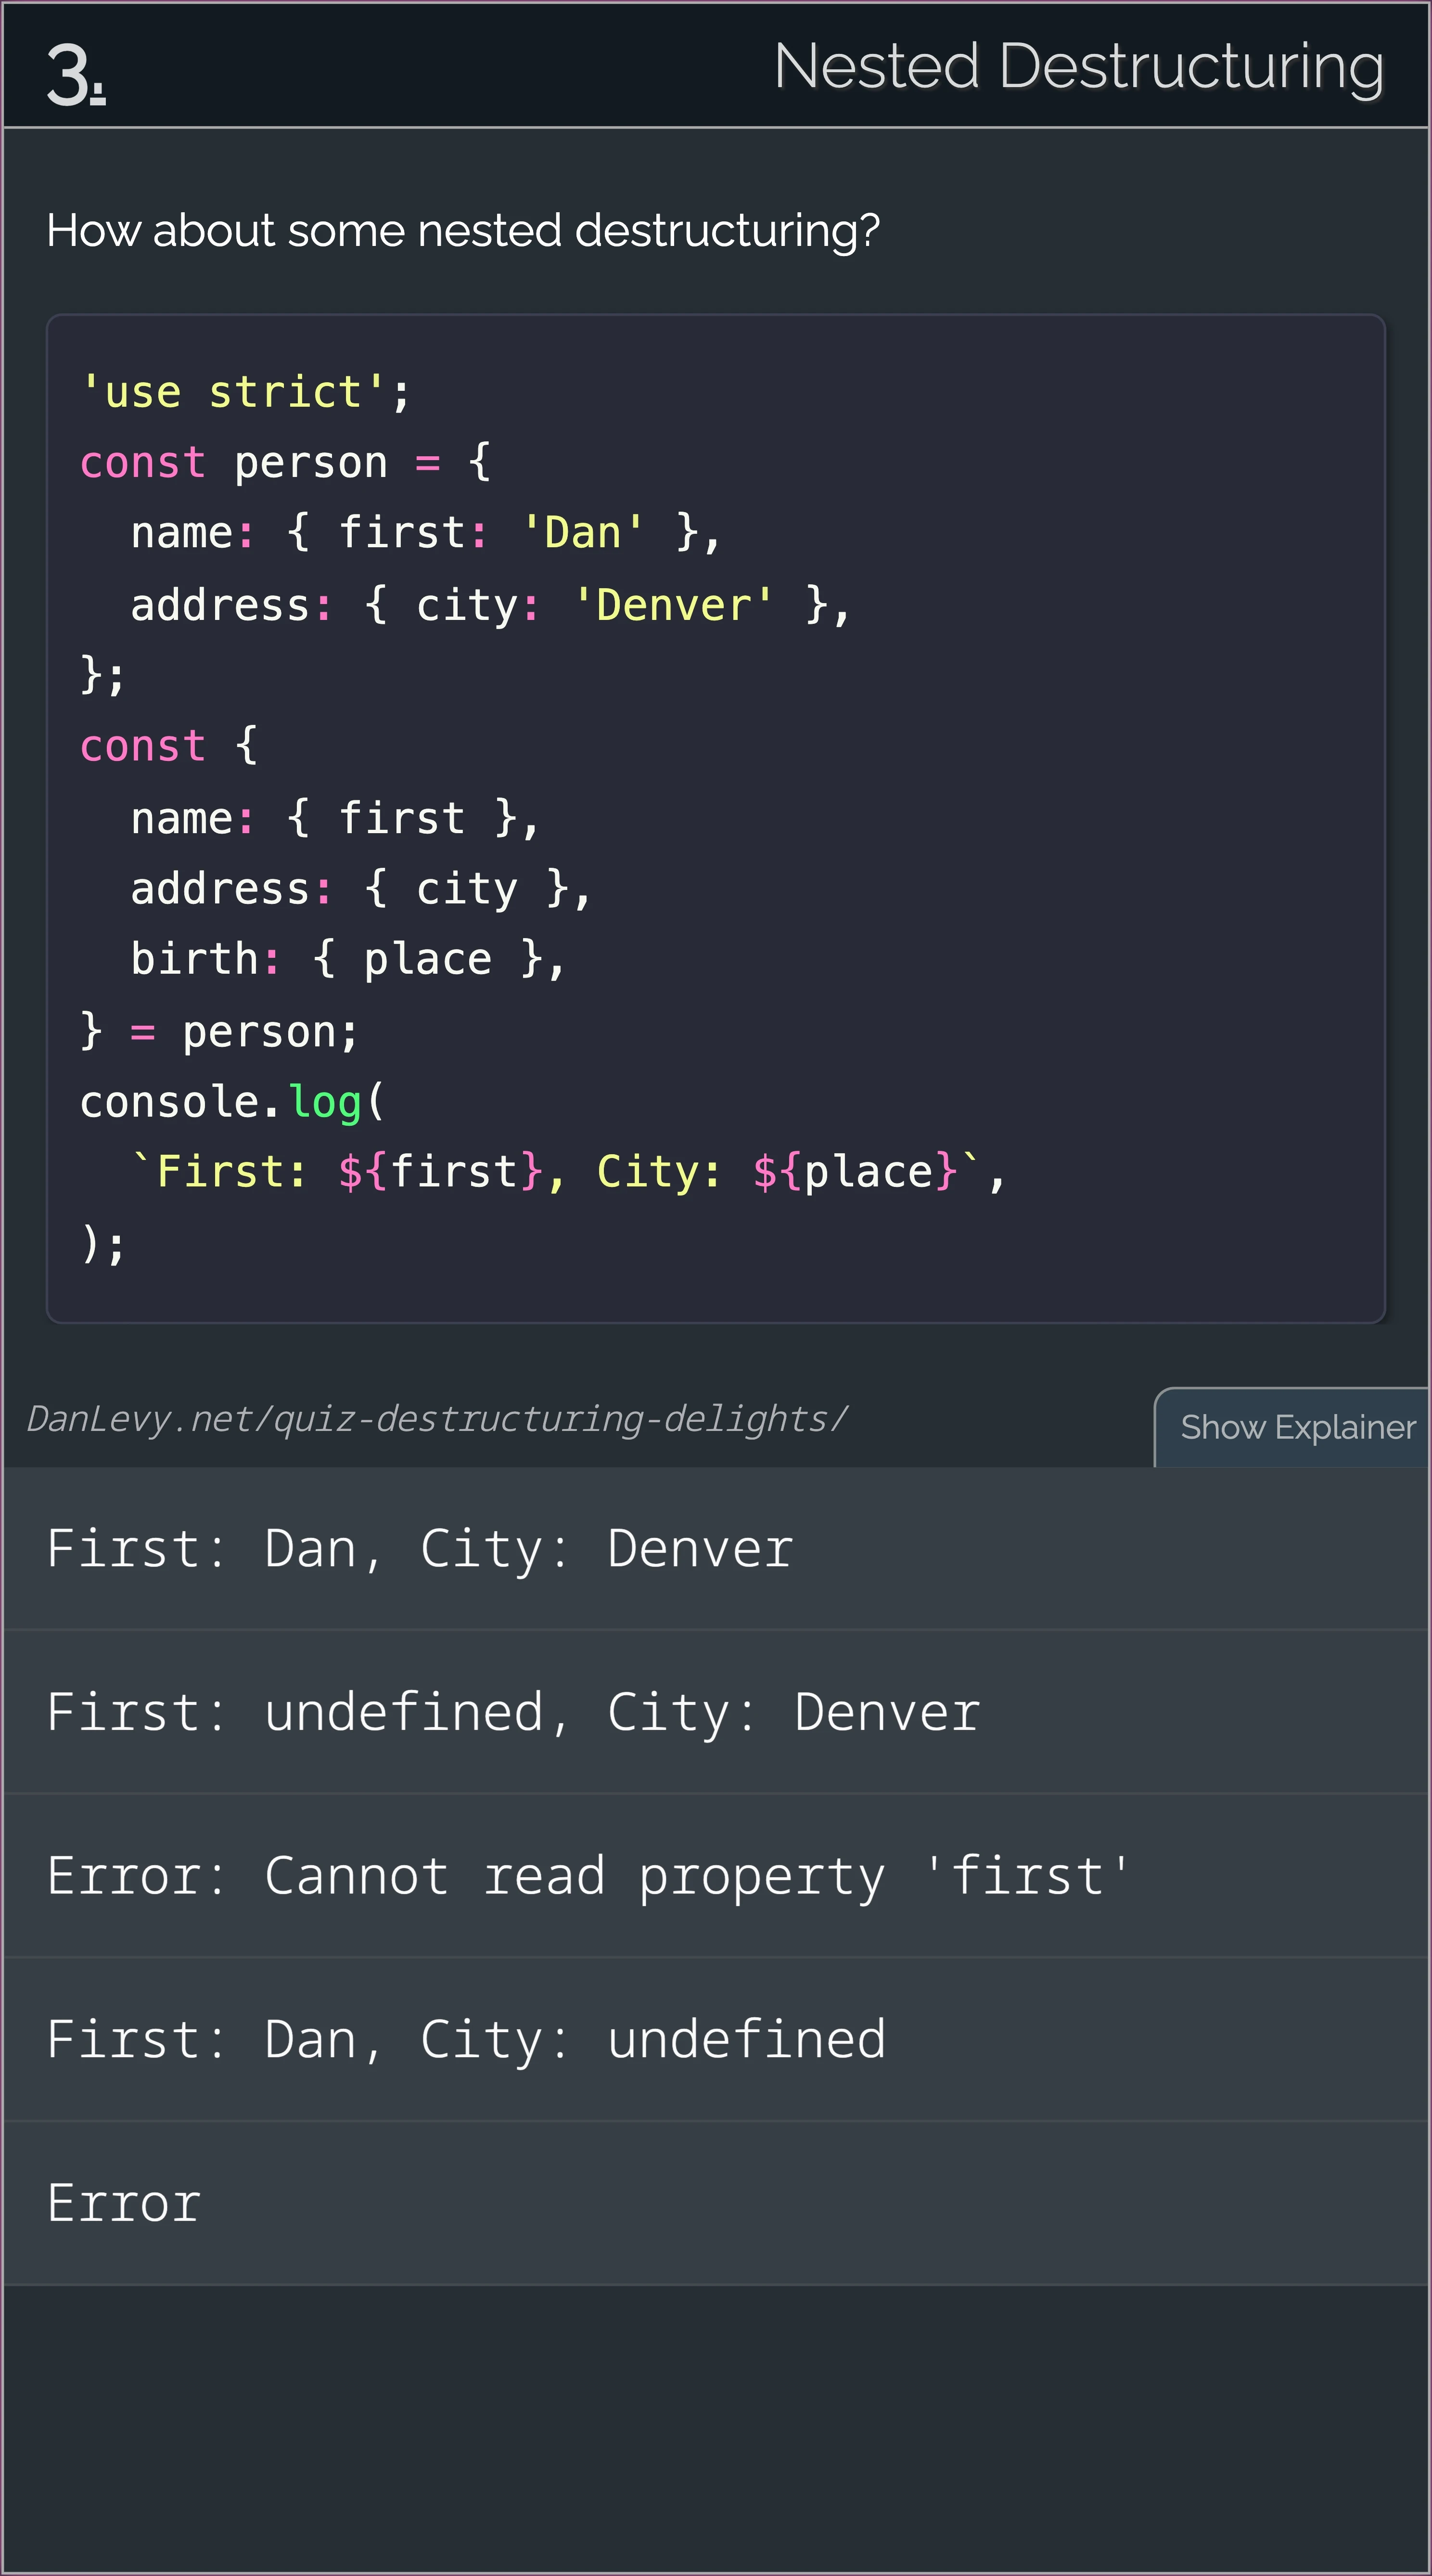 3.
Nested Destructuring
How about some nested destructuring?
'use strict';
const person = {
  name: { first: 'Dan' },
  address: { city: 'Denver' },
};
const {
  name: { first },
  address: { city },
  birth: { place },
} = person;
console.log(
  `First: ${first}, City: ${place}`,
);
DanLevy.net/quiz-destructuring-delights/
Show Explainer
First: Dan, City: Denver
First: undefined, City: Denver
Error: Cannot read property 'first'
First: Dan, City: undefined
Error